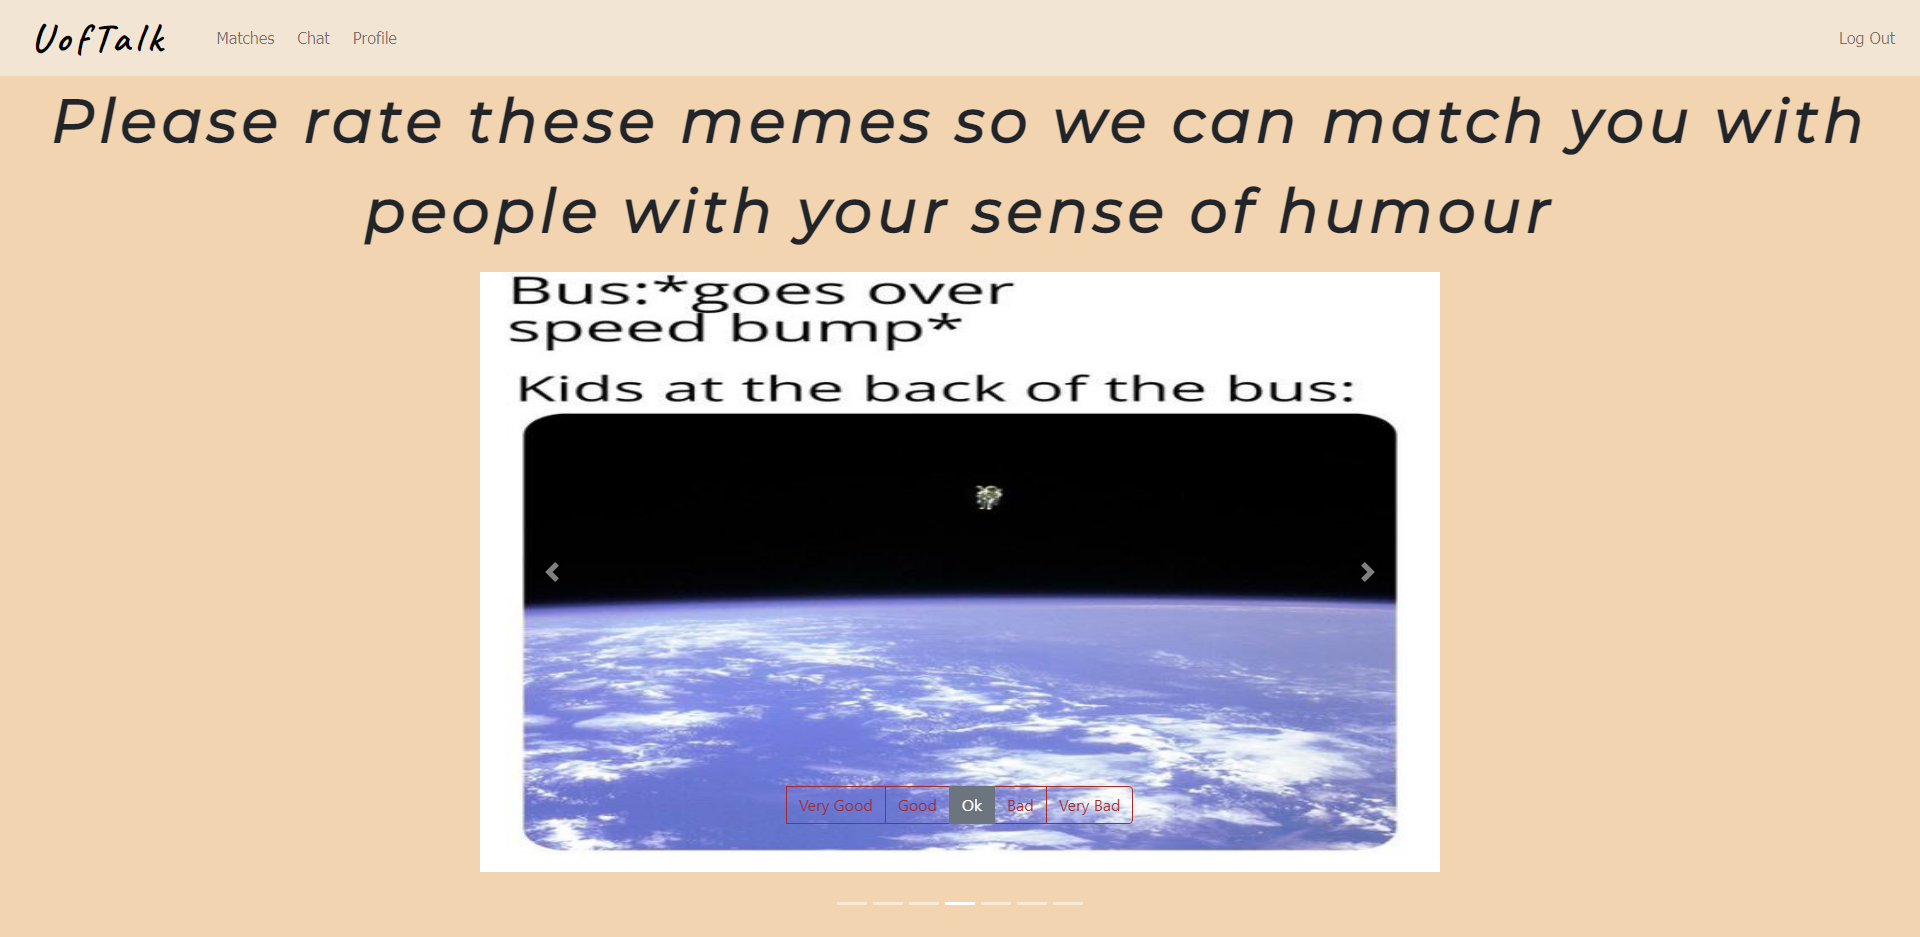 UofTalk Matches Chat Profile Log Out
Please rate these memes so we can match you with
people with your sense of humour
Bus:*goes over
speed bump*
Kids at the back of the bus:
Very Good Good Ok Bad Very Bad